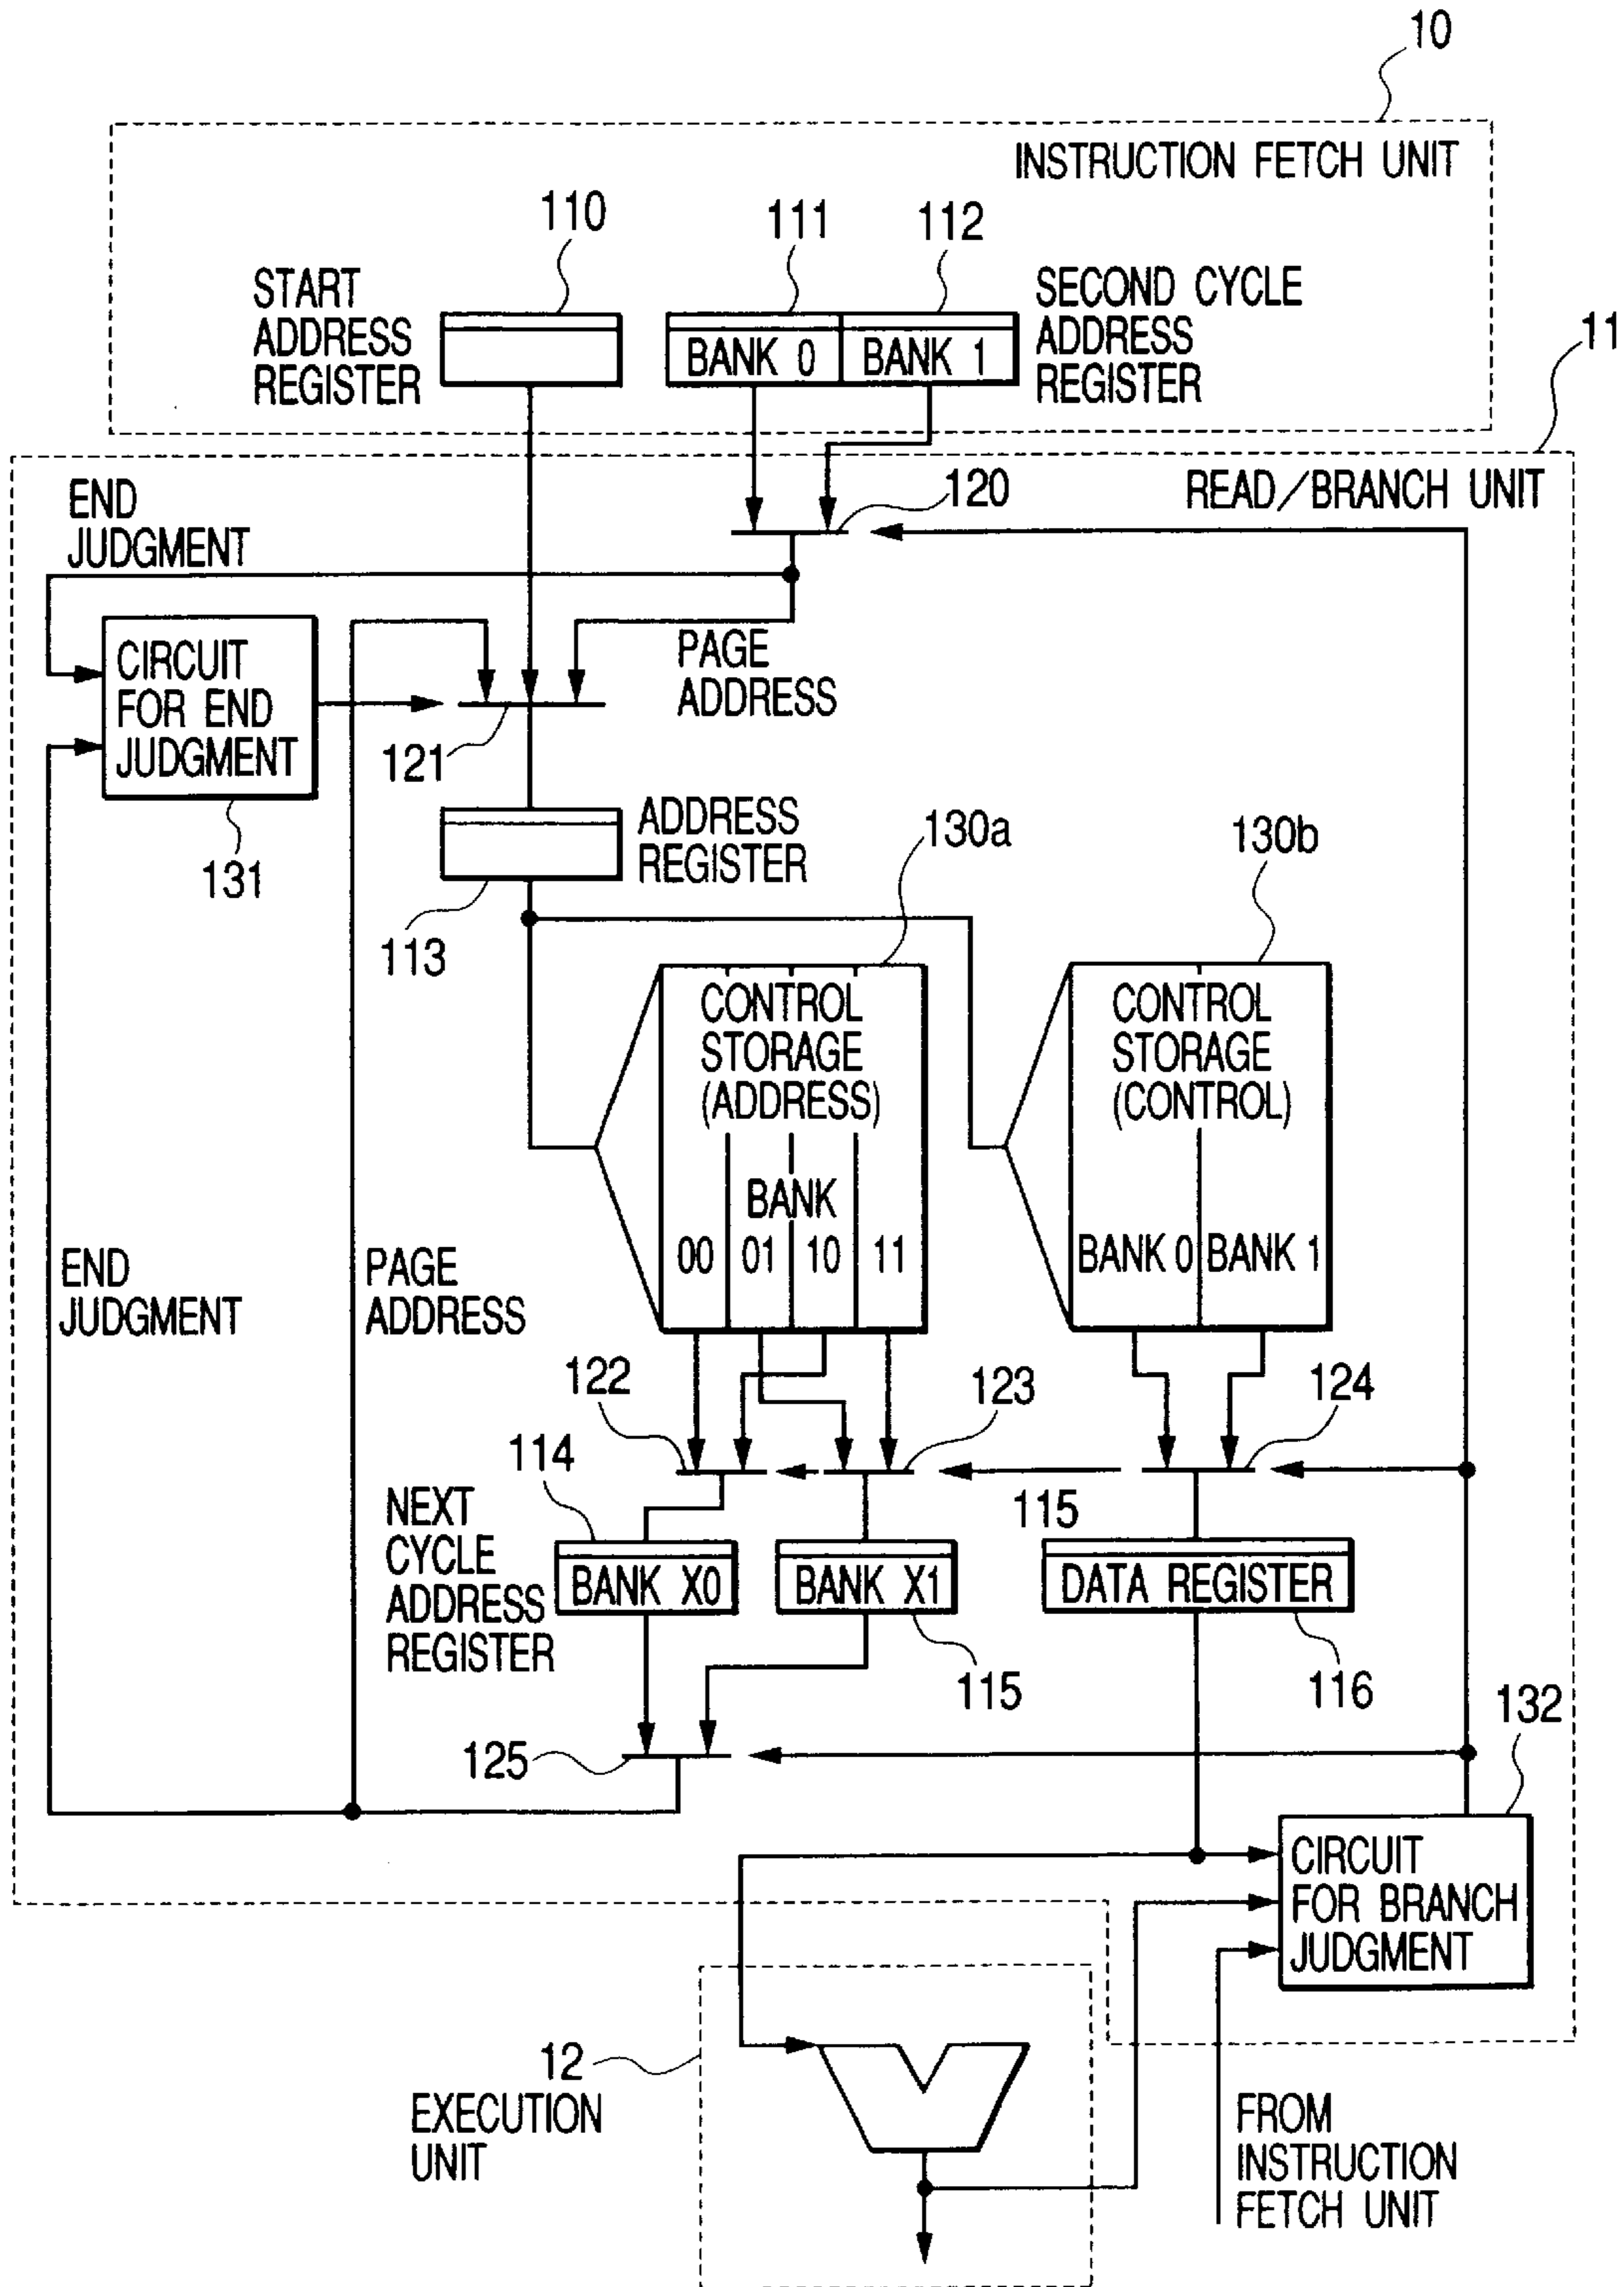 10
INSTRUCTION FETCH UNIT
110
111
112
START
ADDRESS
REGISTER
BANK 0
BANK 1
SECOND CYCLE
ADDRESS
REGISTER
11
END
JUDGMENT
120
READ/BRANCH UNIT
CIRCUIT
FOR END
JUDGMENT
PAGE
ADDRESS
121
131
ADDRESS
REGISTER
113
130a
130b
CONTROL
STORAGE
(ADDRESS)
BANK
00
01
10
11
CONTROL
STORAGE
(CONTROL)
BANK 0
BANK 1
END
JUDGMENT
PAGE
ADDRESS
122
123
124
114
NEXT
CYCLE
ADDRESS
REGISTER
BANK X0
BANK X1
115
DATA REGISTER
115
116
125
132
CIRCUIT
FOR BRANCH
JUDGMENT
12
EXECUTION
UNIT
FROM
INSTRUCTION
FETCH UNIT